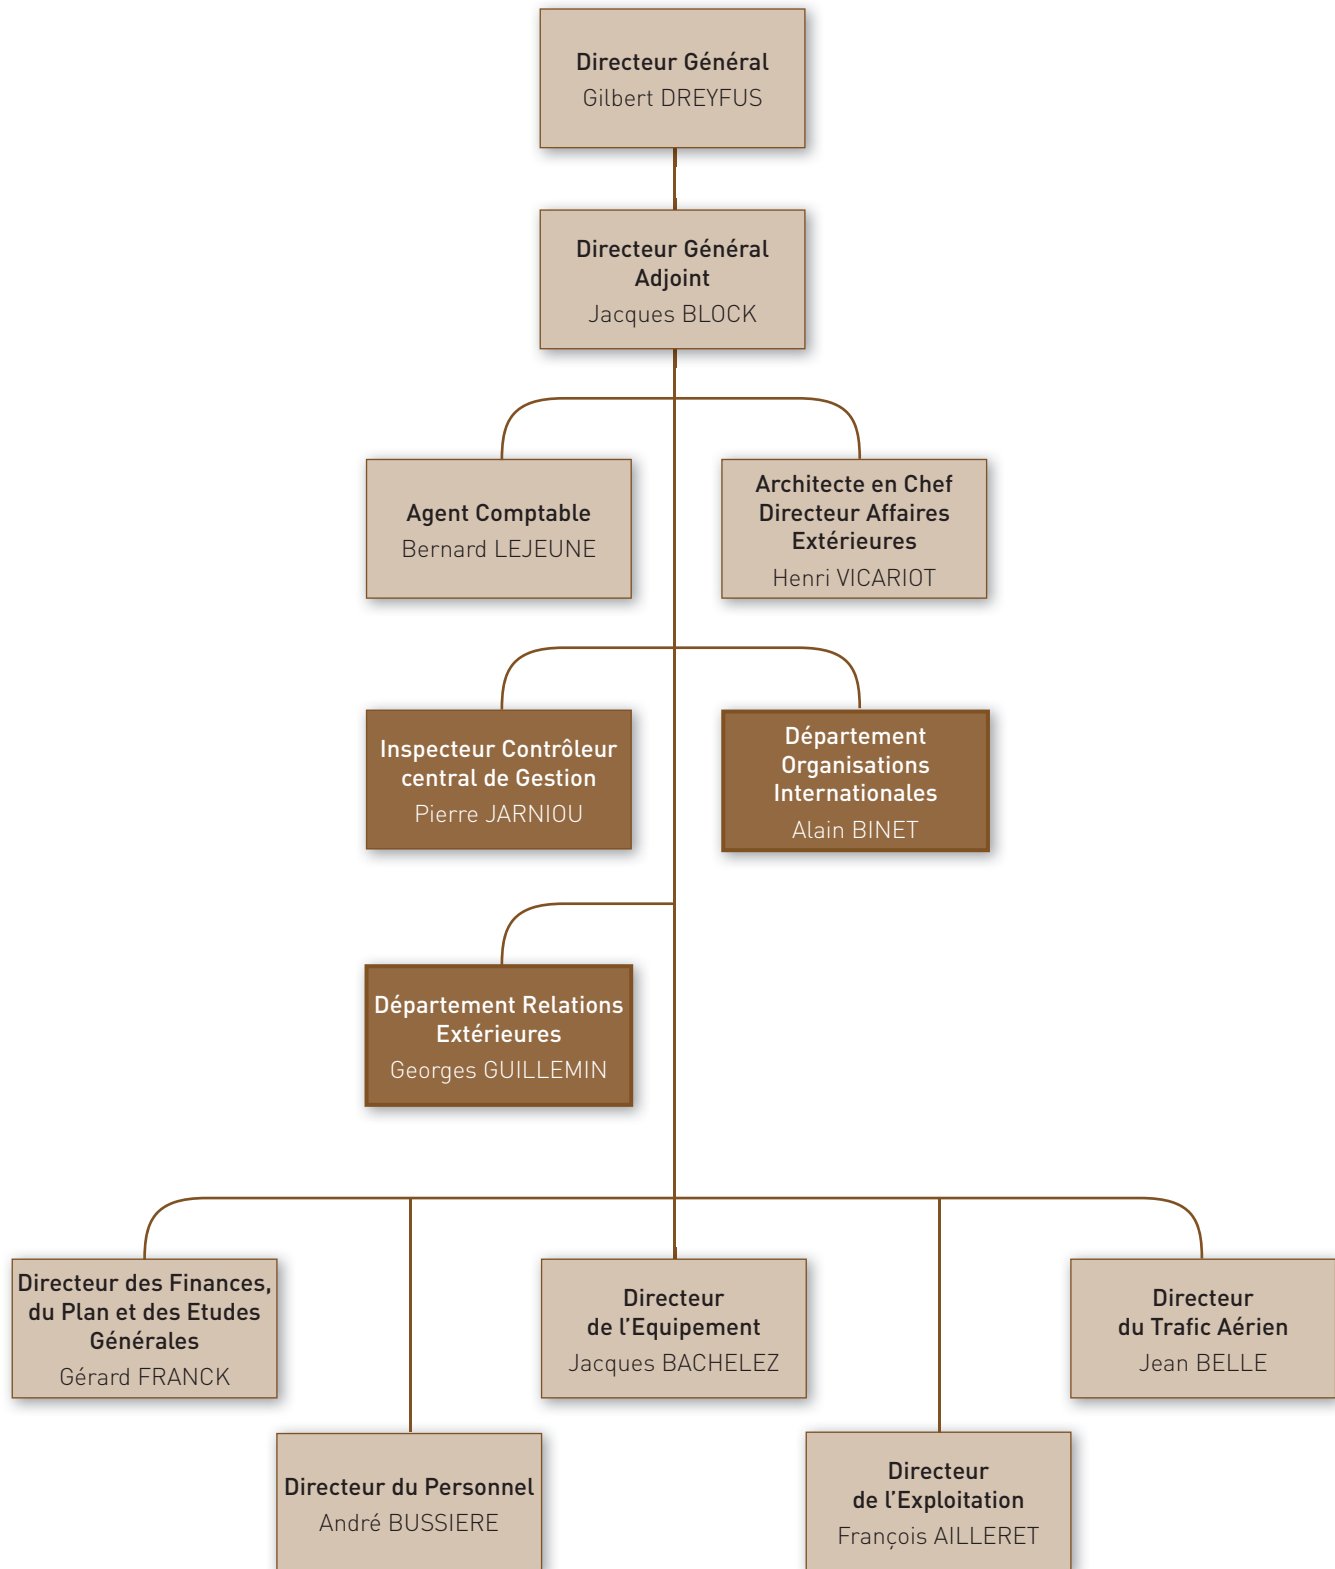 Directeur Général
Gilbert DREYFUS
Directeur Général
Adjoint
Jacques BLOCK
Agent Comptable
Bernard LEJEUNE
Architecte en Chef
Directeur Affaires
Extérieures
Henri VICARIOT
Inspecteur Contrôleur
central de Gestion
Pierre JARNIOU
Département
Organisations
Internationales
Alain BINET
Département Relations
Extérieures
Georges GUILLEMIN
Directeur des Finances,
du Plan et des Etudes
Générales
Gérard FRANCK
Directeur
de l'Equipement
Jacques BACHELEZ
Directeur
du Trafic Aérien
Jean BELLE
Directeur du Personnel
André BUSSIERE
Directeur
de l'Exploitation
François AILLERET